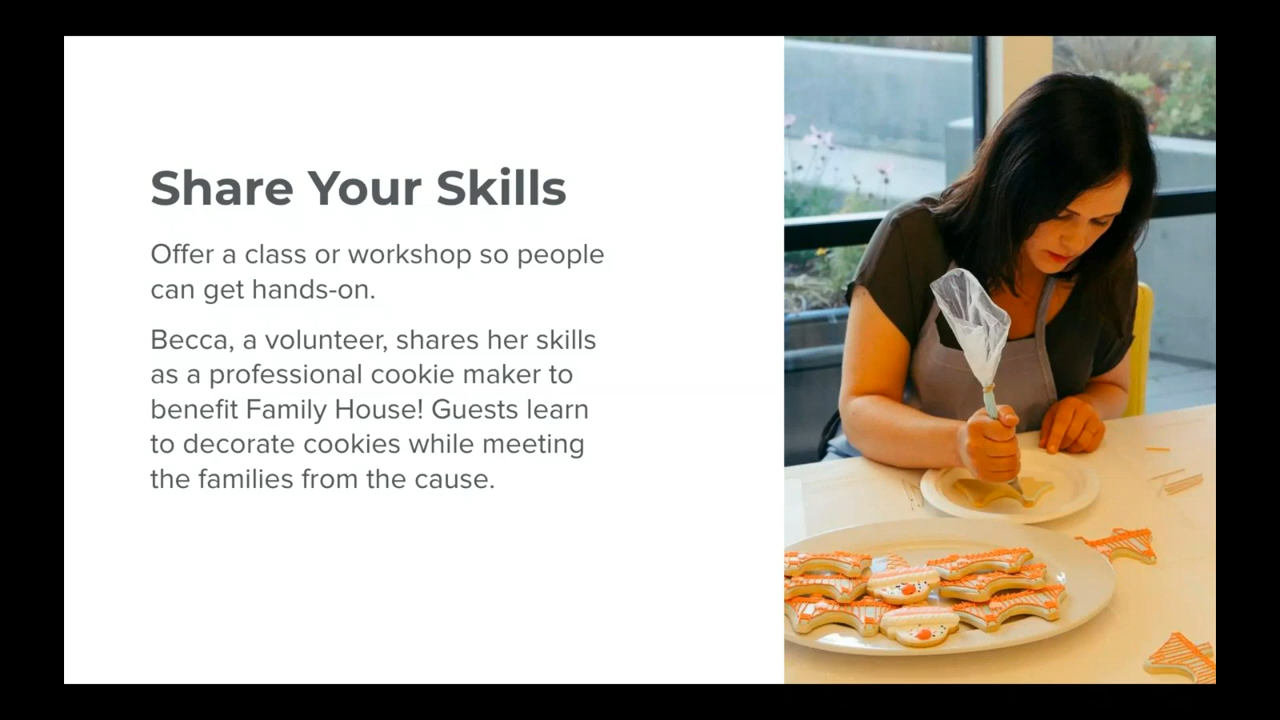 Share Your Skills
Offer a class or workshop so people
can get hands-on.
Becca, a volunteer, shares her skills
as a professional cookie maker to
benefit Family House! Guests learn
to decorate cookies while meeting
the families from the cause.